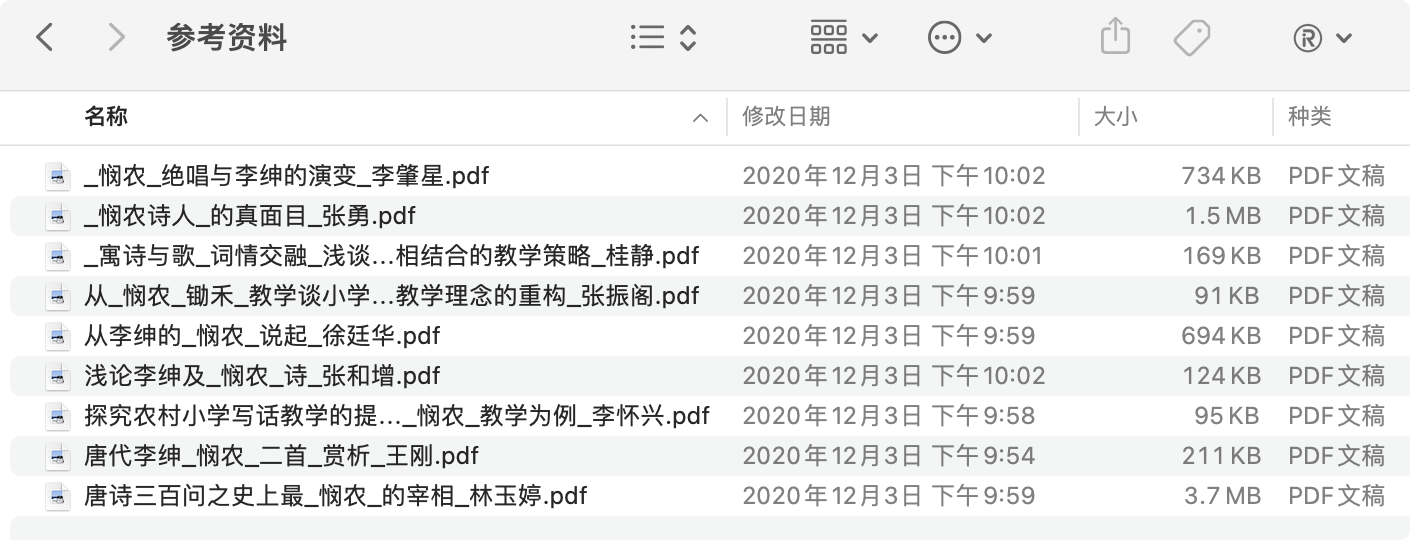 参考资料
名称 修改日期 大小 种类
_悯农_绝唱与李绅的演变_李肇星.pdf 2020年12月3日 下午10:02 734 KB PDF文稿
_悯农诗人_的真面目_张勇.pdf 2020年12月3日 下午10:02 1.5 MB PDF文稿
_寓诗与歌_词情交融_浅谈...相结合的教学策略_桂静.pdf 2020年12月3日 下午10:01 169 KB PDF文稿
从_悯农_锄禾_教学谈小学...教学理念的重构_张振阁.pdf 2020年12月3日 下午9:59 91 KB PDF文稿
从李绅的_悯农_说起_徐廷华.pdf 2020年12月3日 下午9:59 694 KB PDF文稿
浅论李绅及_悯农_诗_张和增.pdf 2020年12月3日 下午10:02 124 KB PDF文稿
探究农村小学写话教学的提..._悯农_教学为例_李怀兴.pdf 2020年12月3日 下午9:58 95 KB PDF文稿
唐代李绅_悯农_二首_赏析_王刚.pdf 2020年12月3日 下午9:54 211 KB PDF文稿
唐诗三百问之史上最_悯农_的宰相_林玉婷.pdf 2020年12月3日 下午9:59 3.7 MB PDF文稿